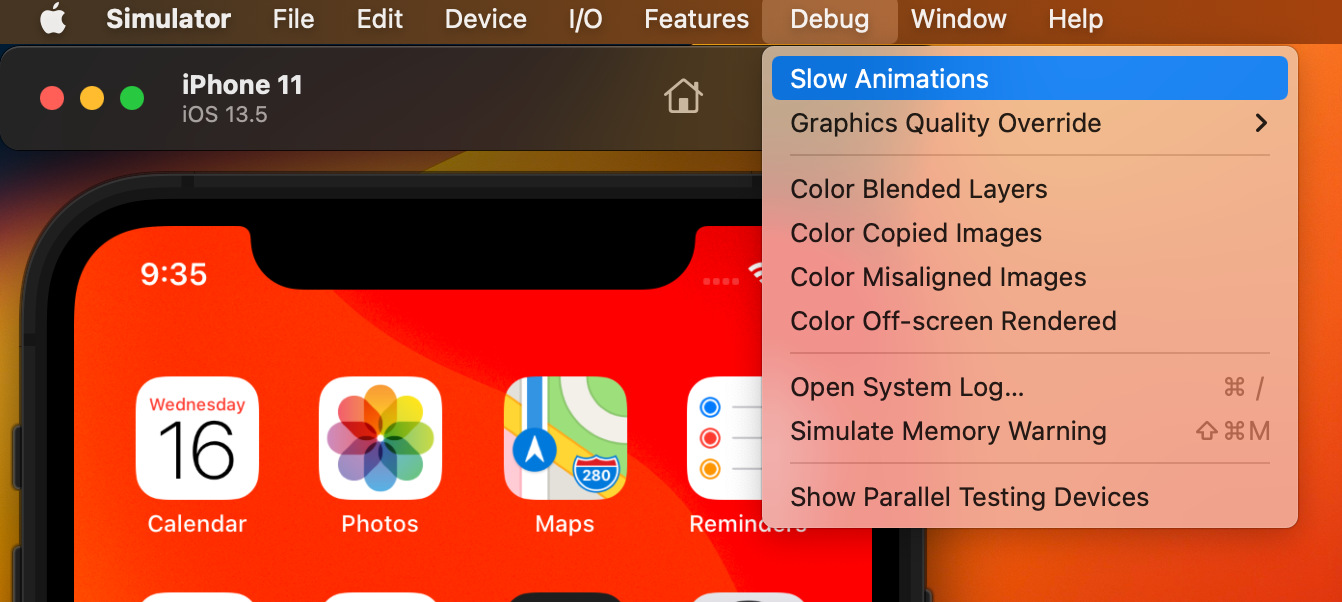 Simulator File Edit Device I/O Features Debug Window Help
iPhone 11
iOS 13.5
Slow Animations
Graphics Quality Override
Color Blended Layers
Color Copied Images
Color Misaligned Images
Color Off-screen Rendered
Open System Log... ⌘ /
Simulate Memory Warning ⇧⌘M
Show Parallel Testing Devices
9:35
Wednesday
16
280
Calendar Photos Maps Reminders